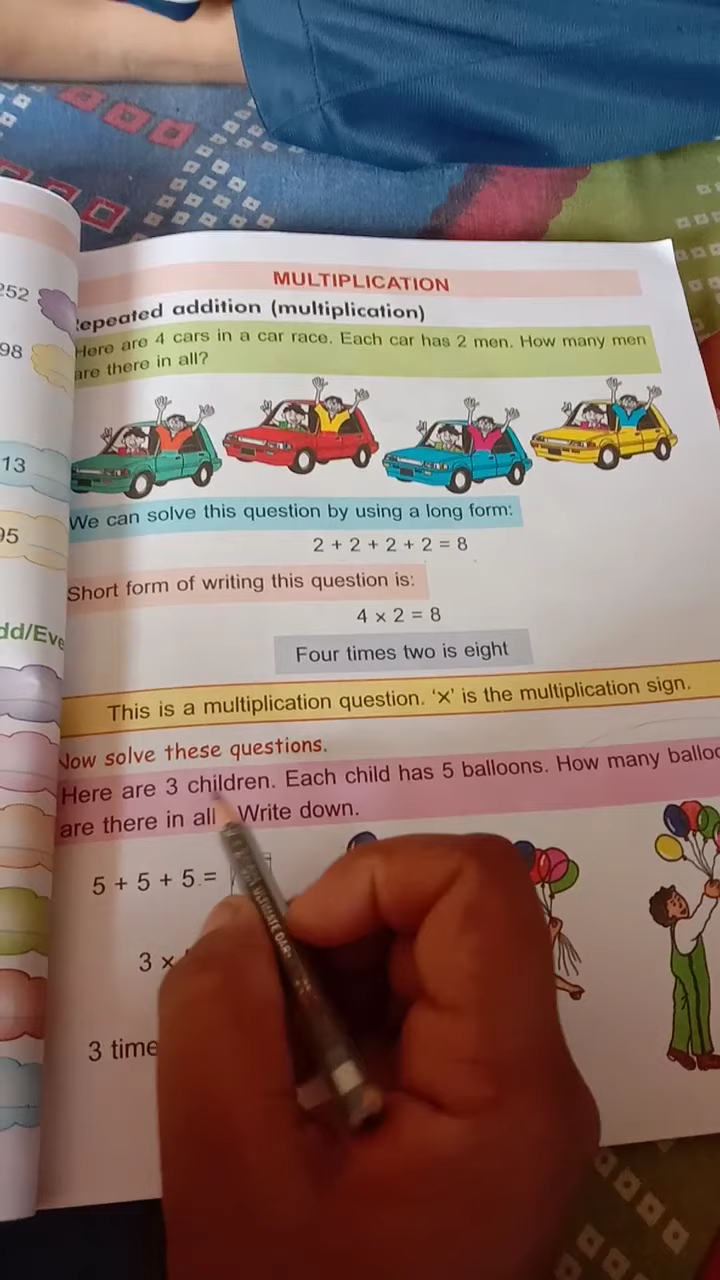 252
98
13
95
dd/Eve
MULTIPLICATION
epeated addition (multiplication)
Here are 4 cars in a car race. Each car has 2 men. How many men
are there in all?
We can solve this question by using a long form:
2 + 2 + 2 + 2 = 8
Short form of writing this question is:
4 × 2 = 8
Four times two is eight
This is a multiplication question. ‘×’ is the multiplication sign.
Now solve these questions.
Here are 3 children. Each child has 5 balloons. How many balloo
are there in all Write down.
5 + 5 + 5 =
3 ×
3 time